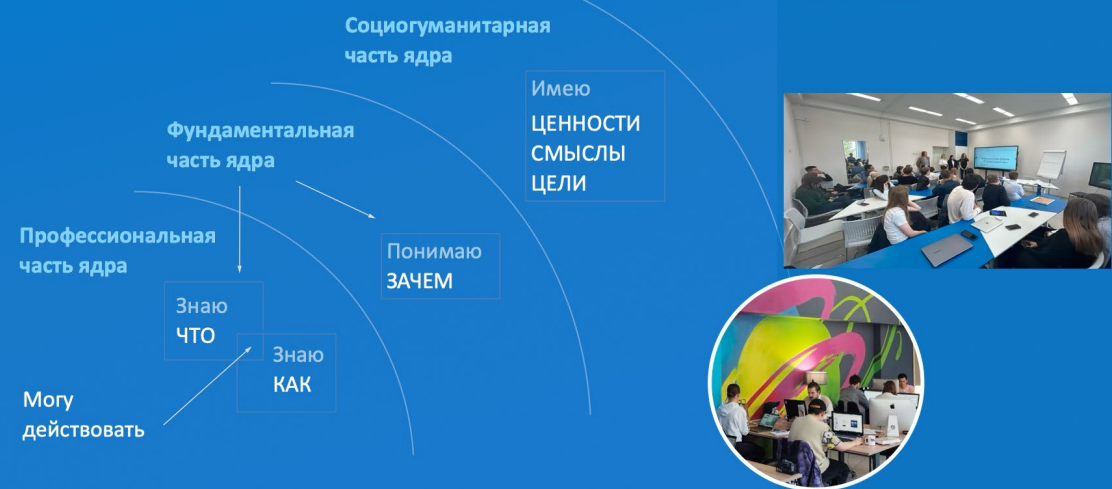 Социогуманитарная
часть ядра
Имею
ЦЕННОСТИ
СМЫСЛЫ
ЦЕЛИ
Фундаментальная
часть ядра
Понимаю
ЗАЧЕМ
Профессиональная
часть ядра
Знаю
ЧТО
Знаю
КАК
Могу
действовать